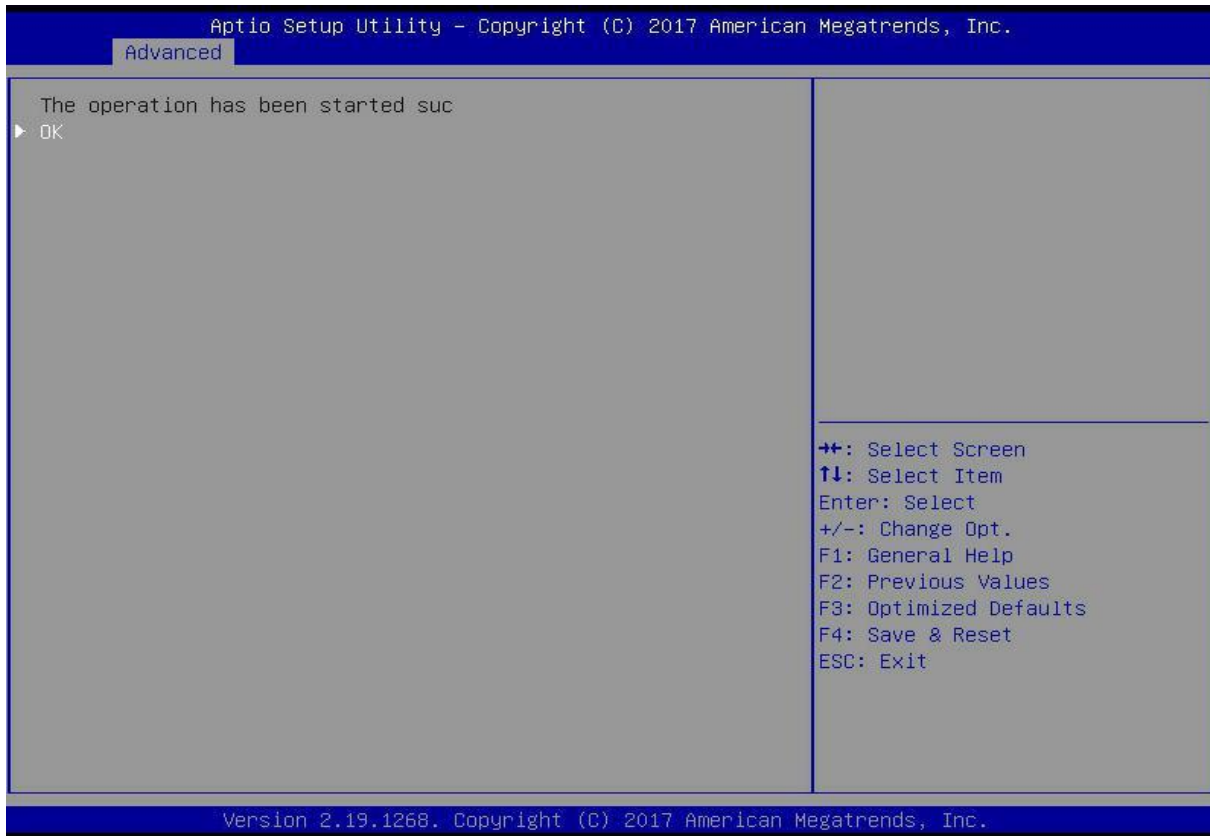 Aptio Setup Utility – Copyright (C) 2017 American Megatrends, Inc.
Advanced
The operation has been started suc
► OK
→←: Select Screen
↑↓: Select Item
Enter: Select
+/-: Change Opt.
F1: General Help
F2: Previous Values
F3: Optimized Defaults
F4: Save & Reset
ESC: Exit
Version 2.19.1268. Copyright (C) 2017 American Megatrends, Inc.